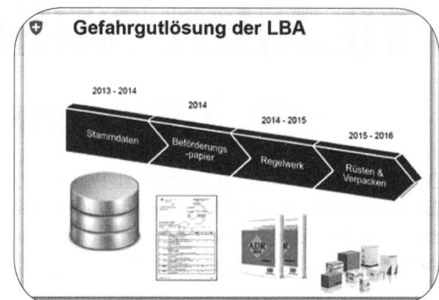 Gefahrgutlösung der LBA
2013 - 2014
2014
2014 - 2015
2015 - 2016
Stammdaten
Beförderungs
-papier
Regelwerk
Rüsten &
Verpacken
ADR